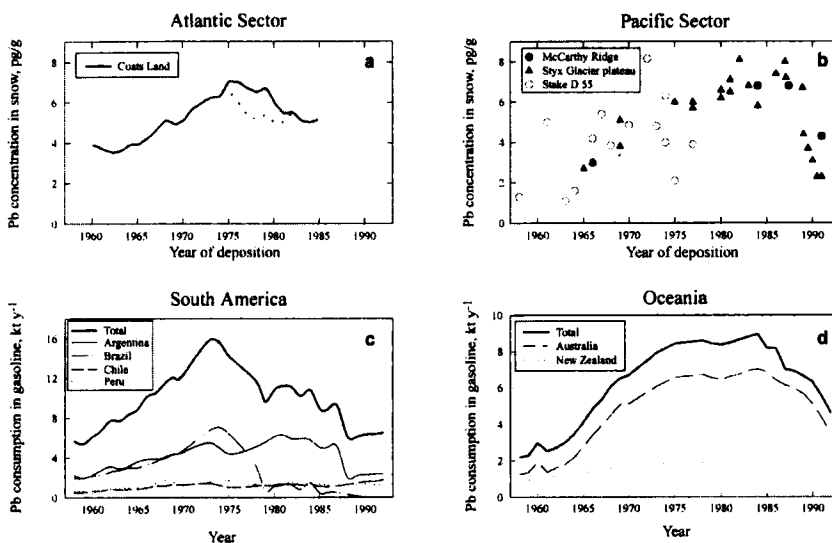 Atlantic Sector
Pb concentration in snow, pg/g
8
6
4
2
0
Coats Land
a
1960 1965 1970 1975 1980 1985 1990
Year of deposition
Pacific Sector
Pb concentration in snow, pg/g
8
6
4
2
0
McCarthy Ridge
Styx Glacier plateau
Stake D 55
b
1960 1965 1970 1975 1980 1985 1990
Year of deposition
South America
Pb consumption in gasoline, kt y⁻¹
16
12
8
4
0
Total
Argentina
Brazil
Chile
Peru
c
1960 1965 1970 1975 1980 1985 1990
Year
Oceania
Pb consumption in gasoline, kt y⁻¹
10
8
6
4
2
0
Total
Australia
New Zealand
d
1960 1965 1970 1975 1980 1985 1990
Year